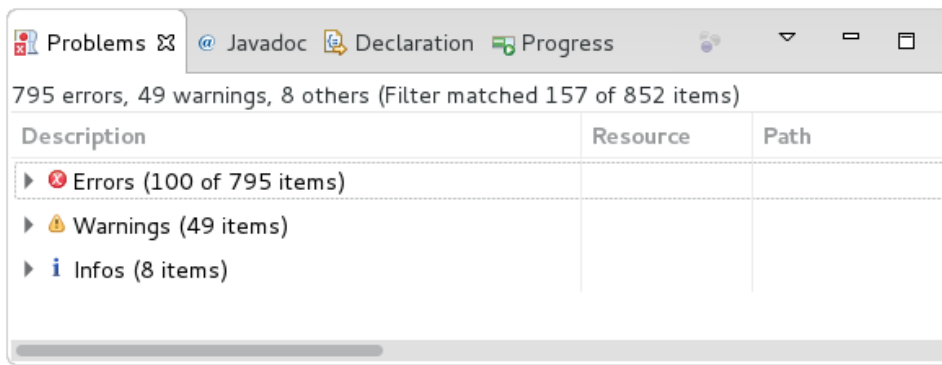 Problems @ Javadoc Declaration Progress
795 errors, 49 warnings, 8 others (Filter matched 157 of 852 items)
Description Resource Path
Errors (100 of 795 items)
Warnings (49 items)
i Infos (8 items)